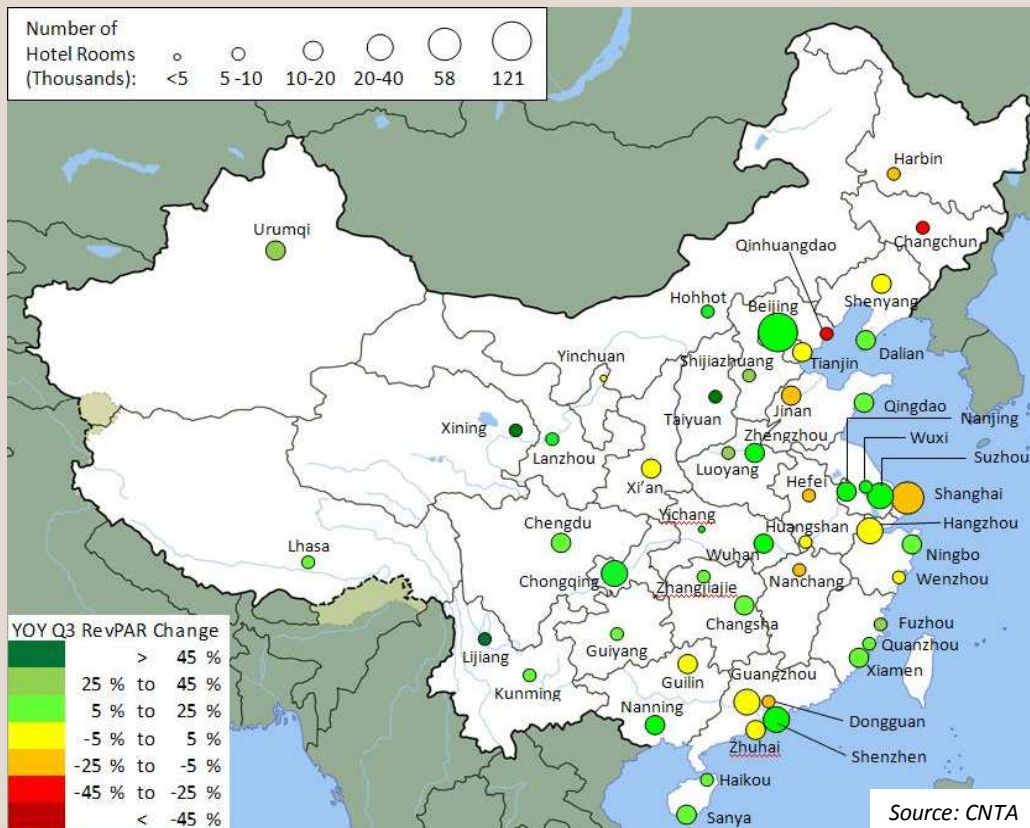 Number of
Hotel Rooms
(Thousands): <5 5 -10 10-20 20-40 58 121
Harbin
Urumqi
Changchun
Qinhuangdao
Shenyang
Hohhot
Beijing
Dalian
Tianjin
Yinchuan
Shijiazhuang
Taiyuan
Jinan
Qingdao
Nanjing
Xining
Lanzhou
Zhengzhou
Wuxi
Luoyang
Suzhou
Xi'an
Hefei
Shanghai
Yichang
Huangshan
Hangzhou
Chengdu
Lhasa
Wuhan
Ningbo
Chongqing
Zhangjiajie
Nanchang
Wenzhou
Changsha
Fuzhou
YOY Q3 RevPAR Change
> 45 %
25 % to 45 %
5 % to 25 %
-5 % to 5 %
-25 % to -5 %
-45 % to -25 %
< -45 %
Lijiang
Guiyang
Quanzhou
Xiamen
Kunming
Guilin
Guangzhou
Nanning
Dongguan
Zhuhai
Shenzhen
Haikou
Sanya
Source: CNTA